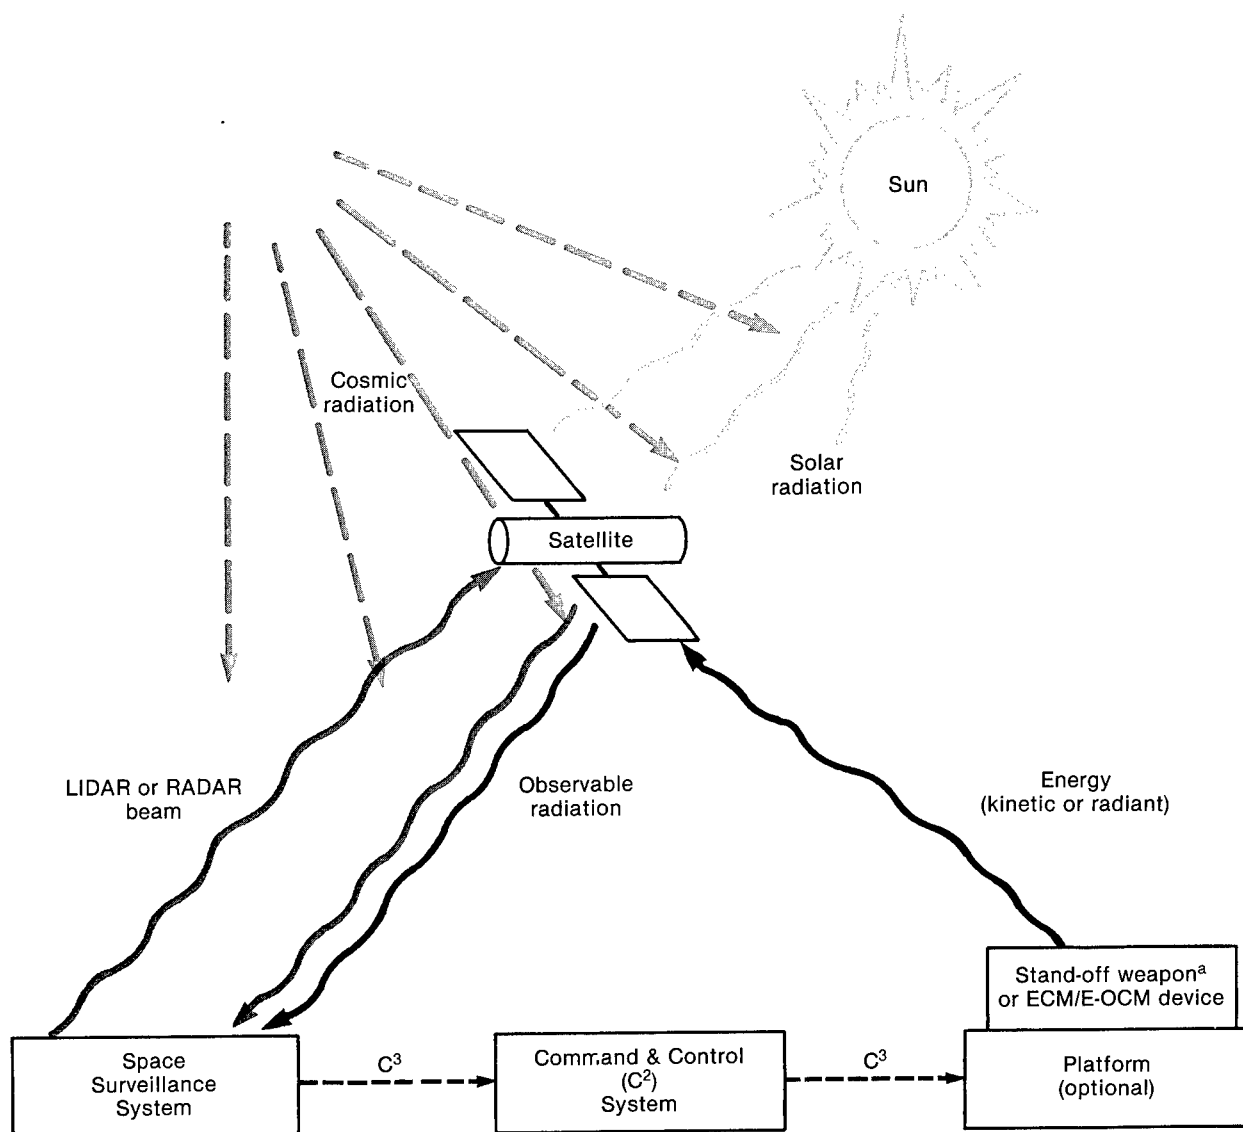 Sun
Cosmic
radiation
Solar
radiation
Satellite
LIDAR or RADAR
beam
Observable
radiation
Energy
(kinetic or radiant)
Stand-off weaponᵃ
or ECM/E-OCM device
Space
Surveillance
System
C³
Command & Control
(C²)
System
C³
Platform
(optional)